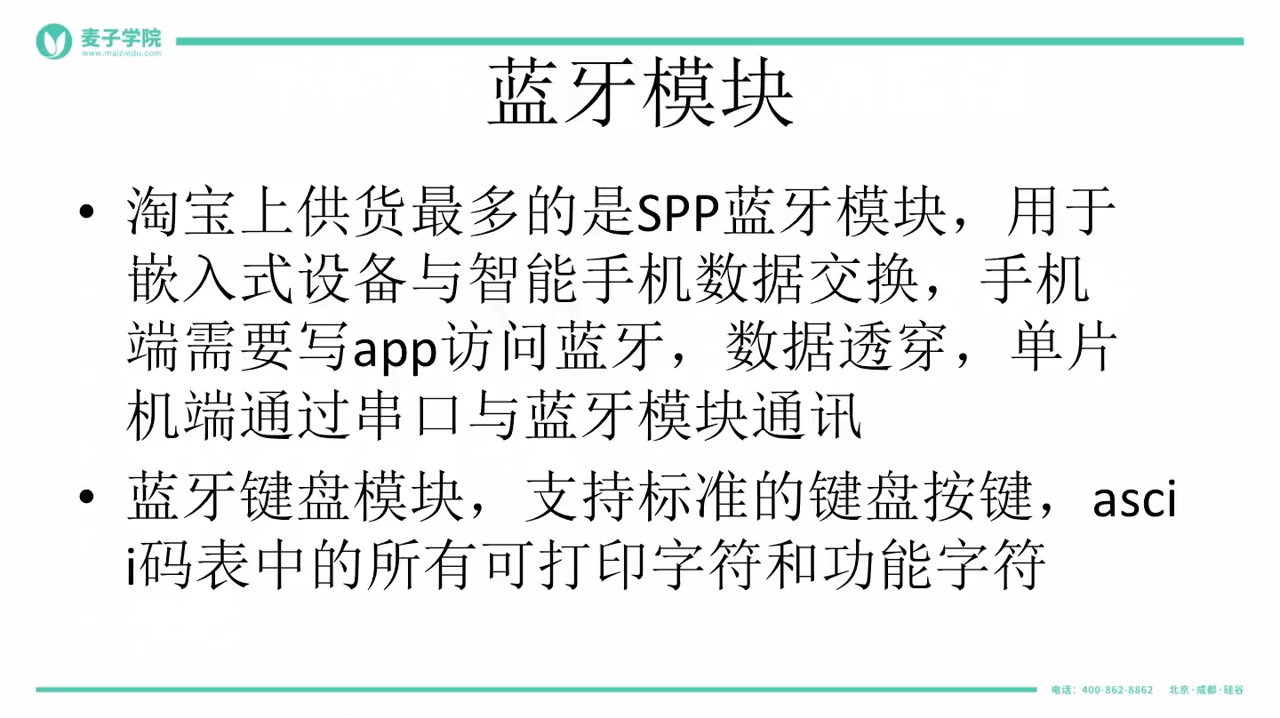 麦子学院
www.maiziedu.com
蓝牙模块
• 淘宝上供货最多的是SPP蓝牙模块，用于
嵌入式设备与智能手机数据交换，手机
端需要写app访问蓝牙，数据透穿，单片
机端通过串口与蓝牙模块通讯
• 蓝牙键盘模块，支持标准的键盘按键，asci
i码表中的所有可打印字符和功能字符
电话：400-862-8862 北京·成都·硅谷